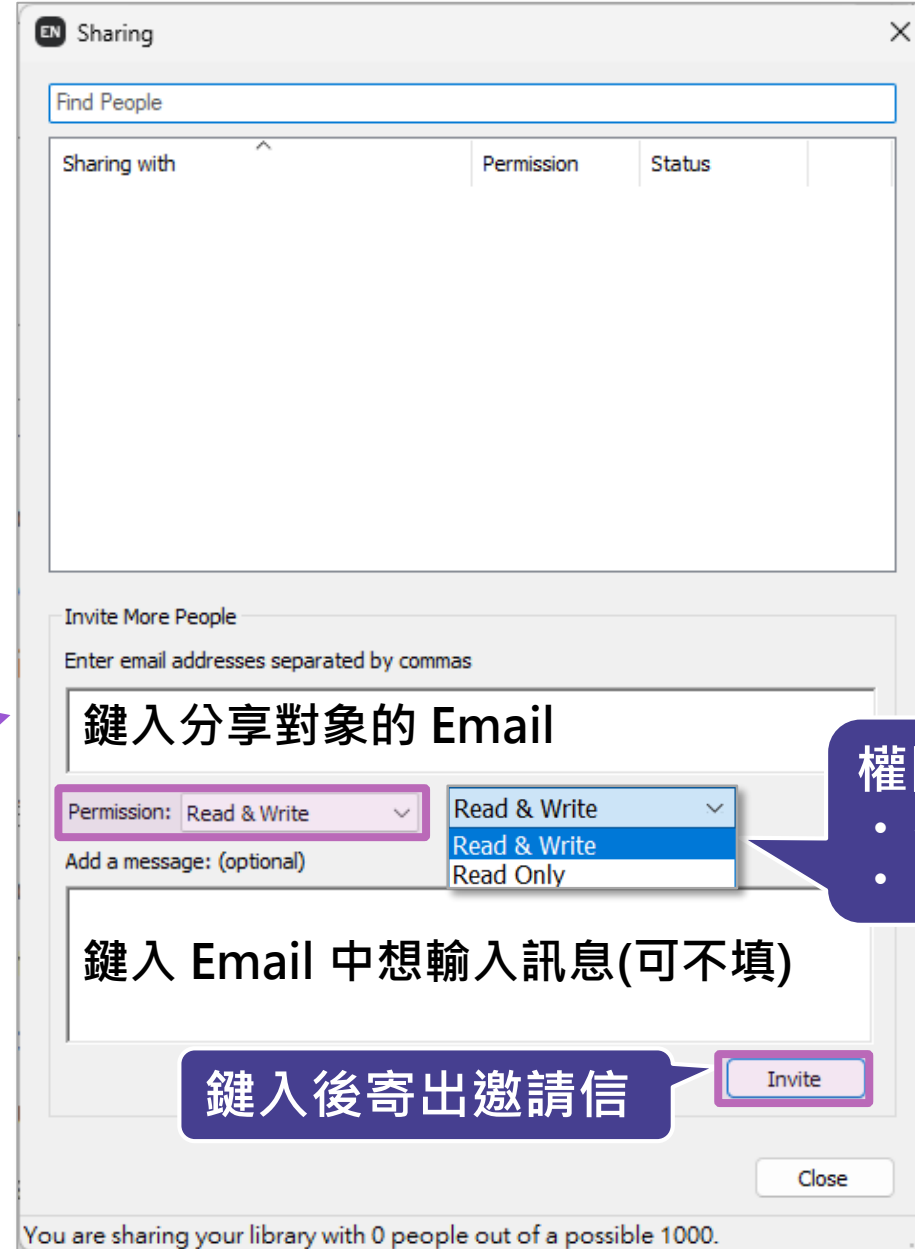 EN Sharing
Find People
Sharing with Permission Status
Invite More People
Enter email addresses separated by commas
鍵入分享對象的 Email
權
Permission: Read & Write
Read & Write
Read & Write
Read Only
Add a message: (optional)
鍵入 Email 中想輸入訊息(可不填)
鍵入後寄出邀請信
Invite
Close
You are sharing your library with 0 people out of a possible 1000.